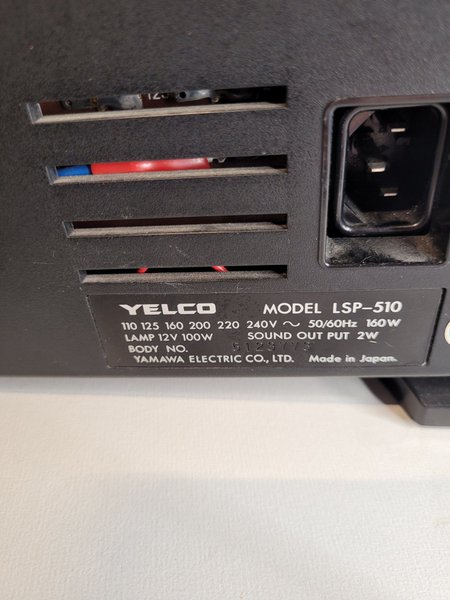 YELCO MODEL LSP-510
110 125 160 200 220 240V ~ 50/60Hz 160W
LAMP 12V 100W SOUND OUT PUT 2W
BODY NO.
YAMAWA ELECTRIC CO., LTD. Made in Japan.